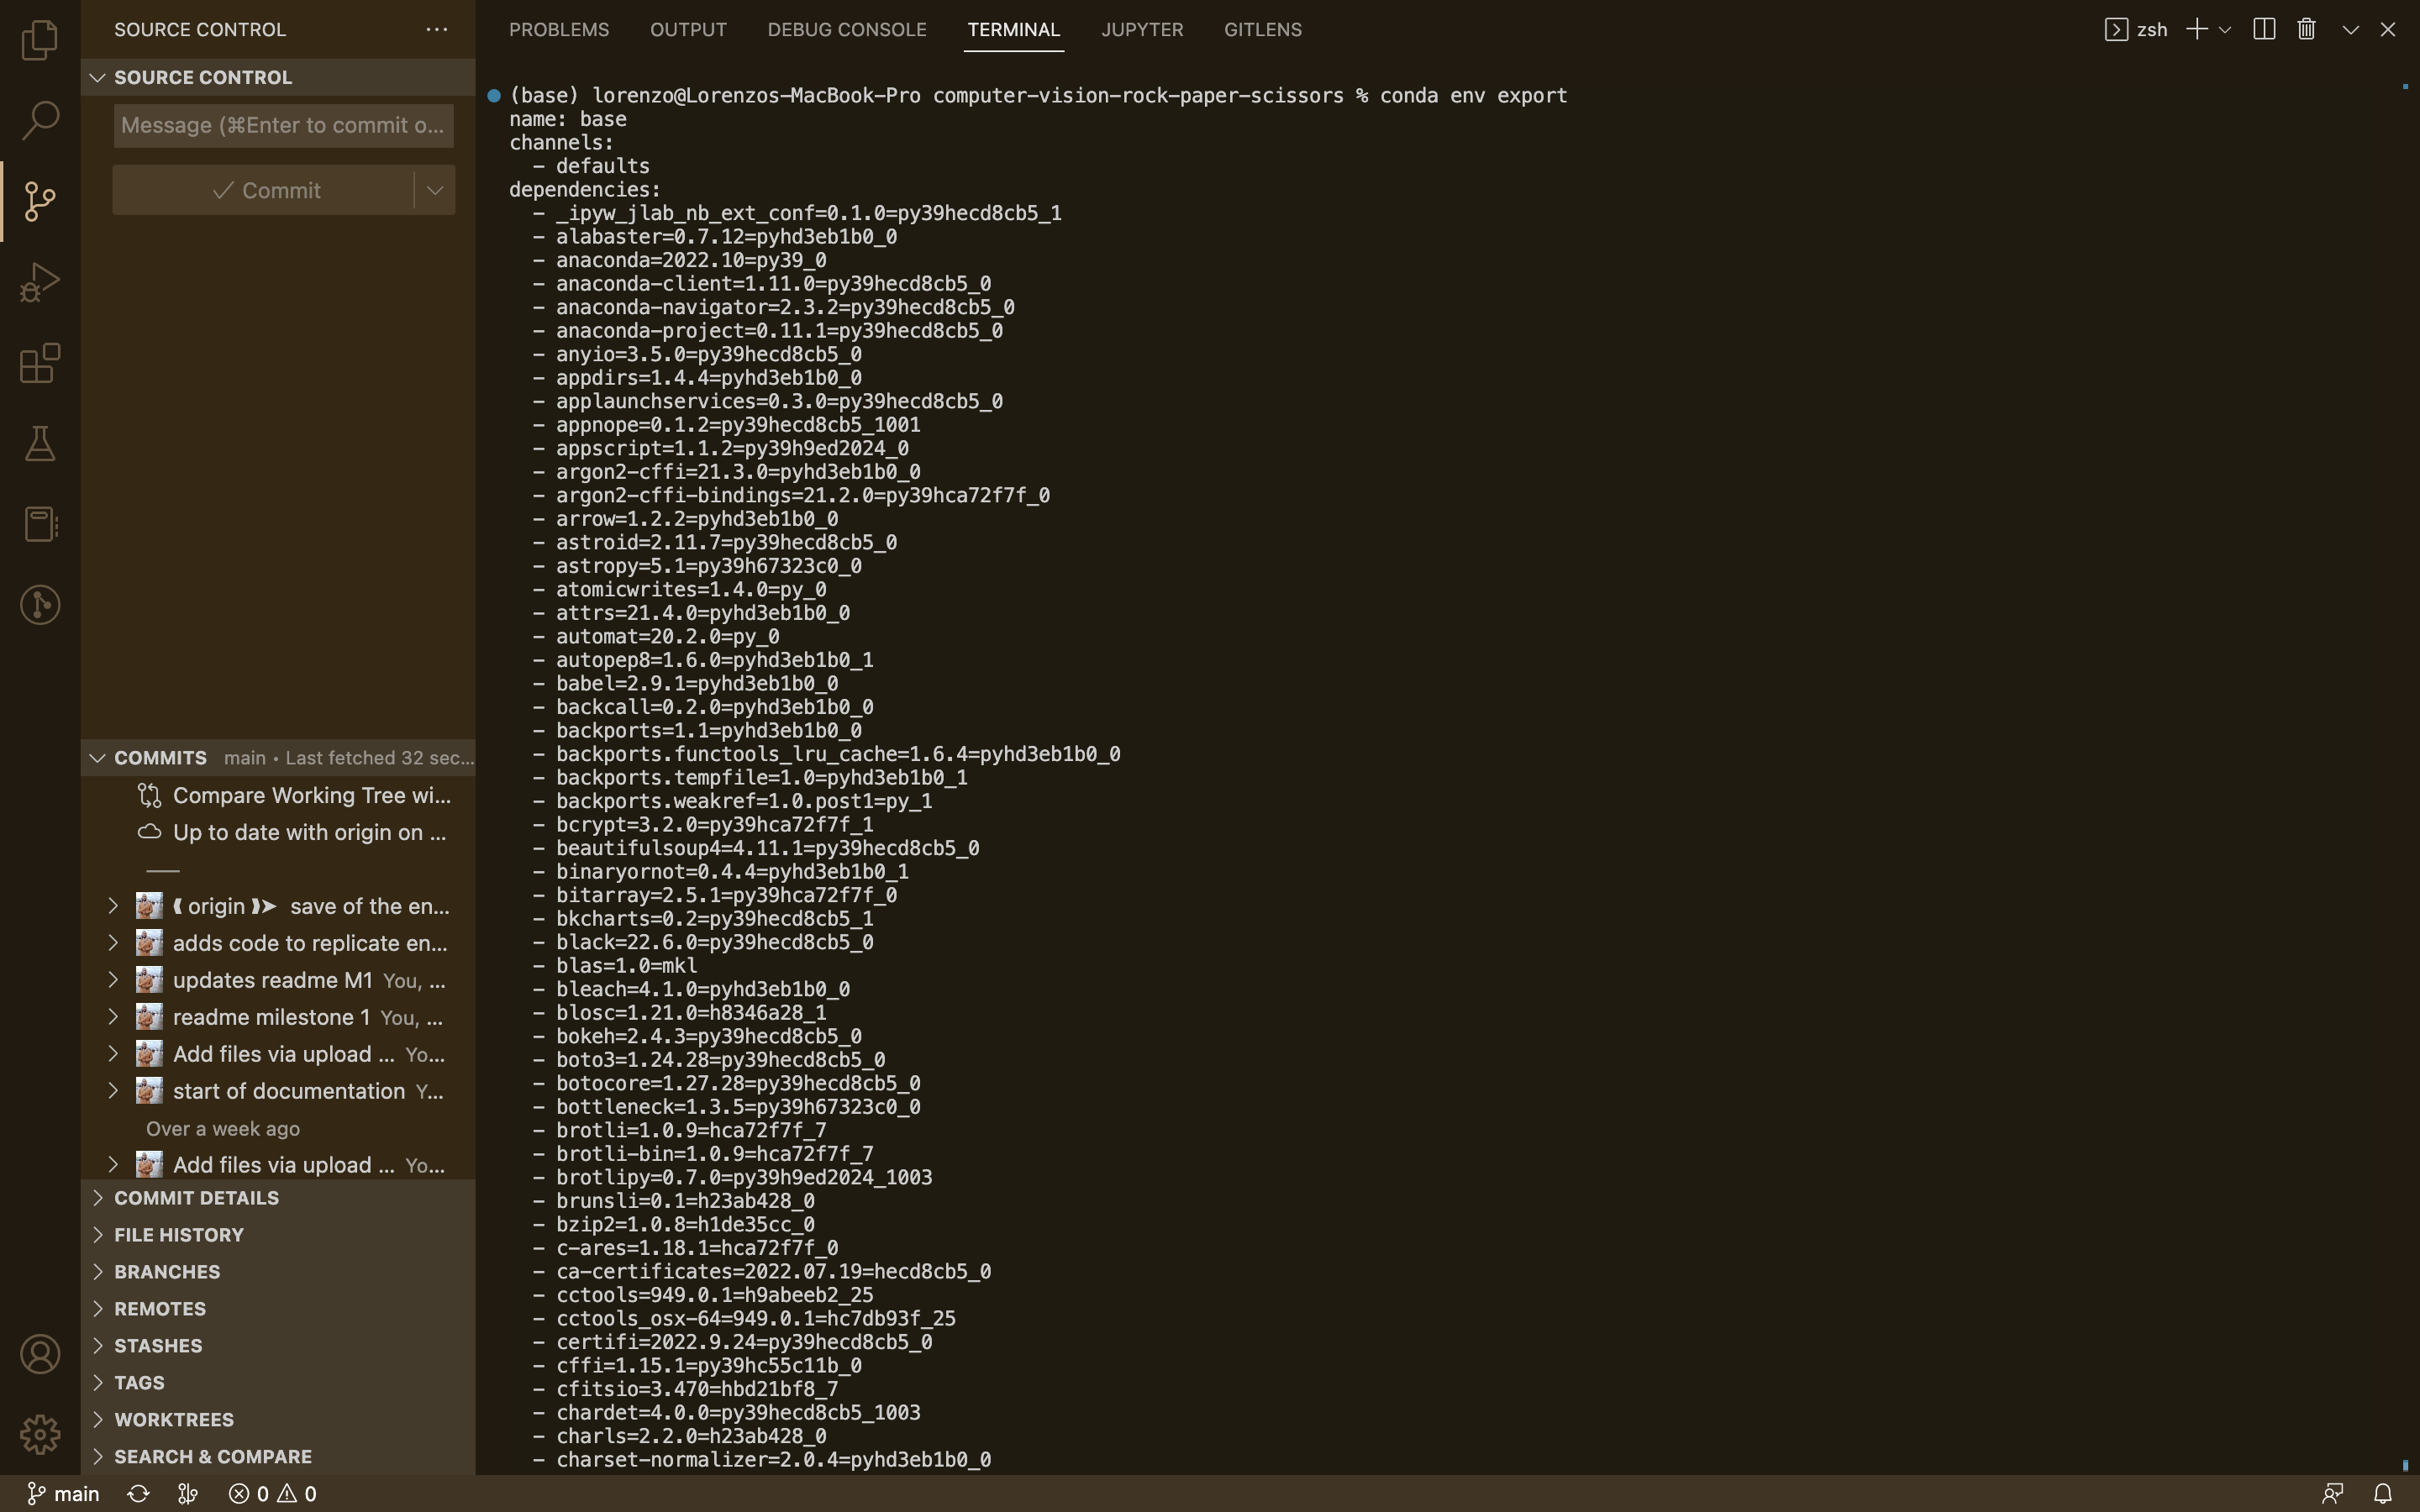 SOURCE CONTROL
SOURCE CONTROL
Message (⌘Enter to commit o...
Commit
COMMITS main • Last fetched 32 sec...
Compare Working Tree wi...
Up to date with origin on ...
origin save of the en...
adds code to replicate en...
updates readme M1 You, ...
readme milestone 1 You, ...
Add files via upload ... Yo...
start of documentation Y...
Over a week ago
Add files via upload ... Yo...
COMMIT DETAILS
FILE HISTORY
BRANCHES
REMOTES
STASHES
TAGS
WORKTREES
SEARCH & COMPARE
PROBLEMS OUTPUT DEBUG CONSOLE TERMINAL JUPYTER GITLENS
zsh
(base) lorenzo@Lorenzos-MacBook-Pro computer-vision-rock-paper-scissors % conda env export
name: base
channels:
- defaults
dependencies:
- _ipyw_jlab_nb_ext_conf=0.1.0=py39hecd8cb5_1
- alabaster=0.7.12=pyhd3eb1b0_0
- anaconda=2022.10=py39_0
- anaconda-client=1.11.0=py39hecd8cb5_0
- anaconda-navigator=2.3.2=py39hecd8cb5_0
- anaconda-project=0.11.1=py39hecd8cb5_0
- anyio=3.5.0=py39hecd8cb5_0
- appdirs=1.4.4=pyhd3eb1b0_0
- applaunchservices=0.3.0=py39hecd8cb5_0
- appnope=0.1.2=py39hecd8cb5_1001
- appscript=1.1.2=py39h9ed2024_0
- argon2-cffi=21.3.0=pyhd3eb1b0_0
- argon2-cffi-bindings=21.2.0=py39hca72f7f_0
- arrow=1.2.2=pyhd3eb1b0_0
- astroid=2.11.7=py39hecd8cb5_0
- astropy=5.1=py39h67323c0_0
- atomicwrites=1.4.0=py_0
- attrs=21.4.0=pyhd3eb1b0_0
- automat=20.2.0=py_0
- autopep8=1.6.0=pyhd3eb1b0_1
- babel=2.9.1=pyhd3eb1b0_0
- backcall=0.2.0=pyhd3eb1b0_0
- backports=1.1=pyhd3eb1b0_0
- backports.functools_lru_cache=1.6.4=pyhd3eb1b0_0
- backports.tempfile=1.0=pyhd3eb1b0_1
- backports.weakref=1.0.post1=py_1
- bcrypt=3.2.0=py39hca72f7f_1
- beautifulsoup4=4.11.1=py39hecd8cb5_0
- binaryornot=0.4.4=pyhd3eb1b0_1
- bitarray=2.5.1=py39hca72f7f_0
- bkcharts=0.2=py39hecd8cb5_1
- black=22.6.0=py39hecd8cb5_0
- blas=1.0=mkl
- bleach=4.1.0=pyhd3eb1b0_0
- blosc=1.21.0=h8346a28_1
- bokeh=2.4.3=py39hecd8cb5_0
- boto3=1.24.28=py39hecd8cb5_0
- botocore=1.27.28=py39hecd8cb5_0
- bottleneck=1.3.5=py39h67323c0_0
- brotli=1.0.9=hca72f7f_7
- brotli-bin=1.0.9=hca72f7f_7
- brotlipy=0.7.0=py39h9ed2024_1003
- brunsli=0.1=h23ab428_0
- bzip2=1.0.8=h1de35cc_0
- c-ares=1.18.1=hca72f7f_0
- ca-certificates=2022.07.19=hecd8cb5_0
- cctools=949.0.1=h9abeeb2_25
- cctools_osx-64=949.0.1=hc7db93f_25
- certifi=2022.9.24=py39hecd8cb5_0
- cffi=1.15.1=py39hc55c11b_0
- cfitsio=3.470=hbd21bf8_7
- chardet=4.0.0=py39hecd8cb5_1003
- charls=2.2.0=h23ab428_0
- charset-normalizer=2.0.4=pyhd3eb1b0_0
main 0 0